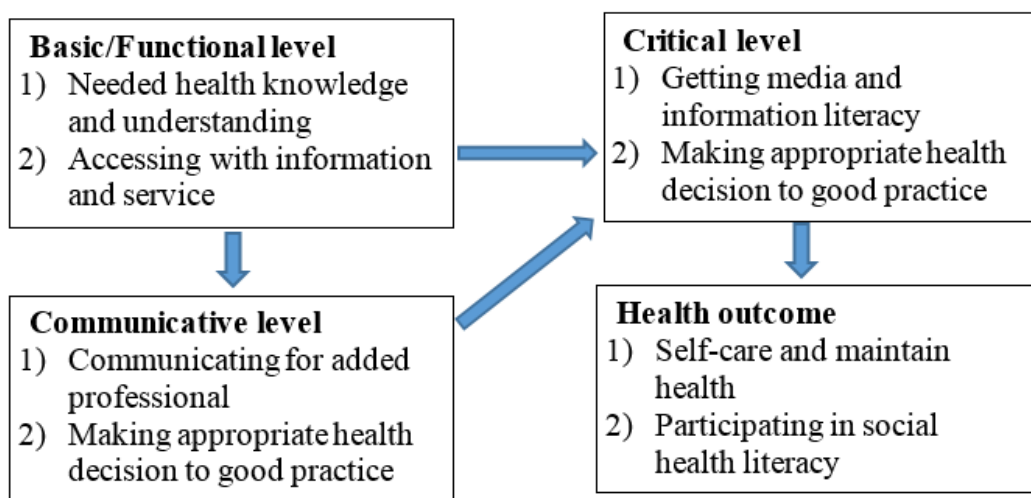 Basic/Functional level
1) Needed health knowledge
and understanding
2) Accessing with information
and service
Communicative level
1) Communicating for added
professional
2) Making appropriate health
decision to good practice
Critical level
1) Getting media and
information literacy
2) Making appropriate health
decision to good practice
Health outcome
1) Self-care and maintain
health
2) Participating in social
health literacy